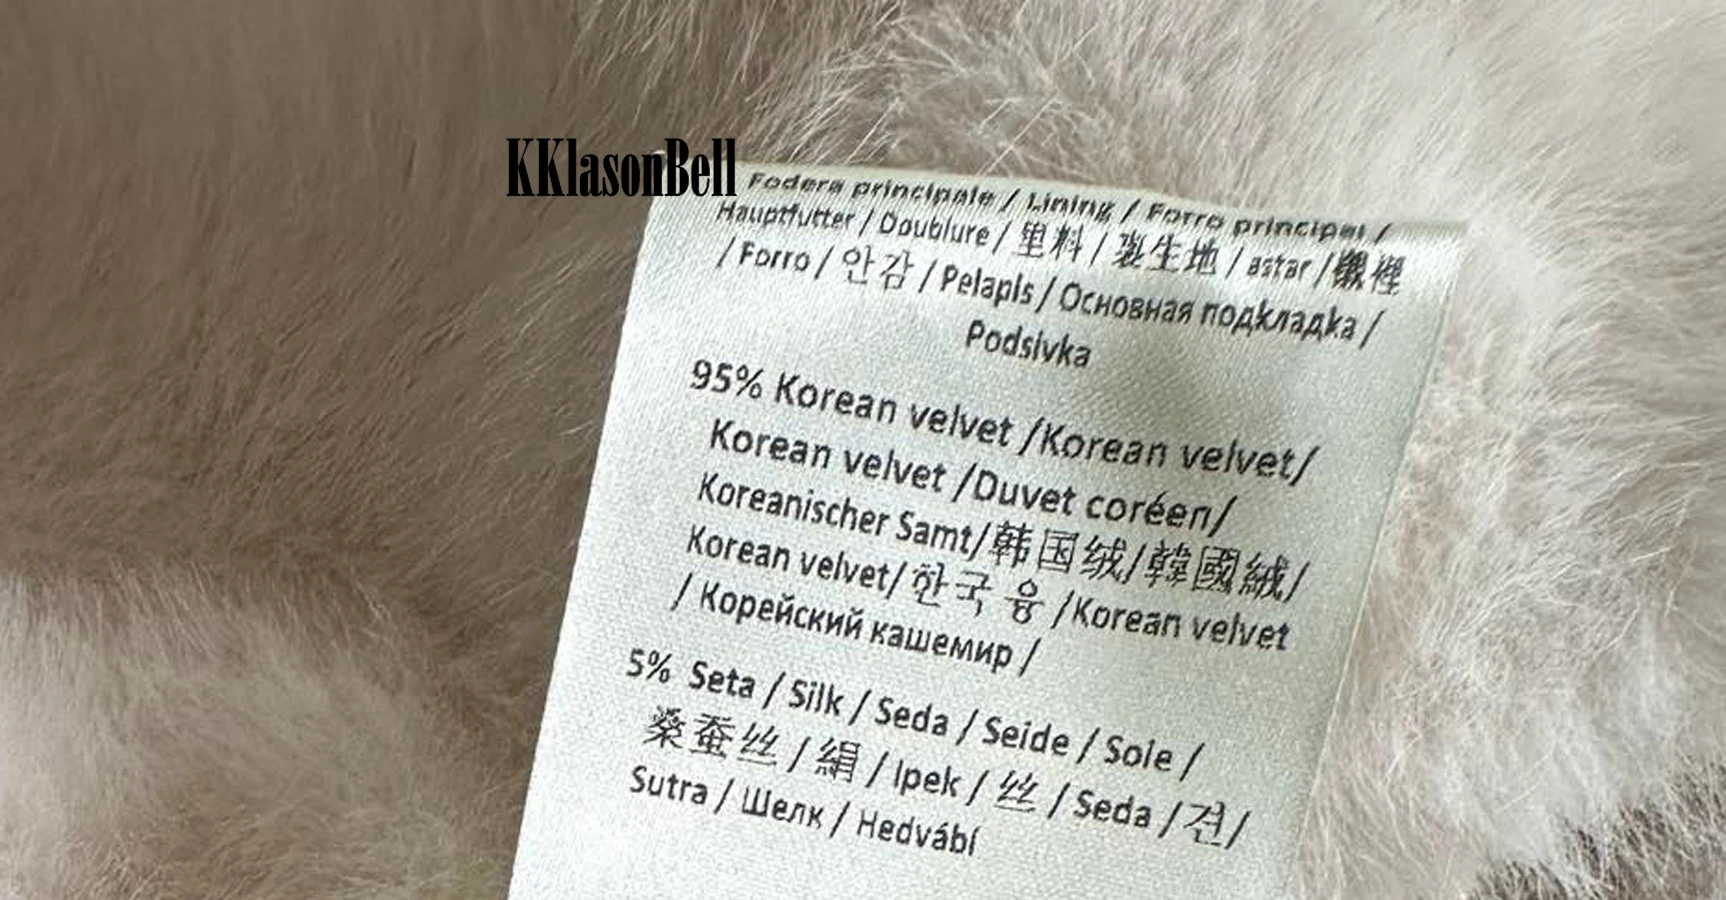 KKlasonBell
Fodera principale / Lining / Forro principal /
Hauptfutter / Doublure / 里料 / 裏生地 / astar / 襯裡
/ Forro / 안감 / Pelapis / Основная подкладка /
Podsivka
95% Korean velvet /Korean velvet/
Korean velvet /Duvet coréen/
Koreanischer Samt/韩国绒/韓國絨/
Korean velvet/한국 융 /Korean velvet
/ Корейский кашемир /
5% Seta / Silk / Seda / Seide / Soie /
桑蚕丝 / 絹 / Ipek / 丝 / Seda / 견/
Sutra / Шелк / Hedvábí